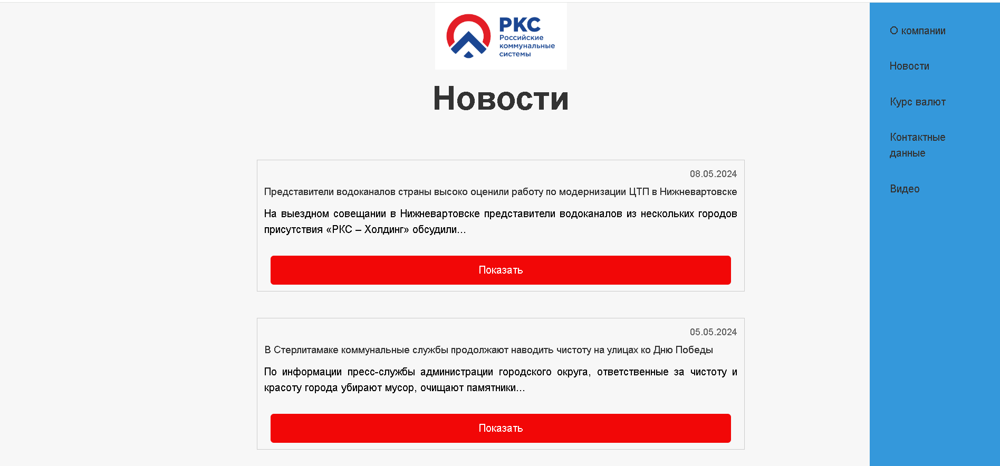 РКС
Российские
коммунальные
системы
Новости
08.05.2024
Представители водоканалов страны высоко оценили работу по модернизации ЦТП в Нижневартовске
На выездном совещании в Нижневартовске представители водоканалов из нескольких городов
присутствия «РКС – Холдинг» обсудили...
Показать
05.05.2024
В Стерлитамаке коммунальные службы продолжают наводить чистоту на улицах ко Дню Победы
По информации пресс-службы администрации городского округа, ответственные за чистоту и
красоту города убирают мусор, очищают памятники...
Показать
О компании
Новости
Курс валют
Контактные
данные
Видео